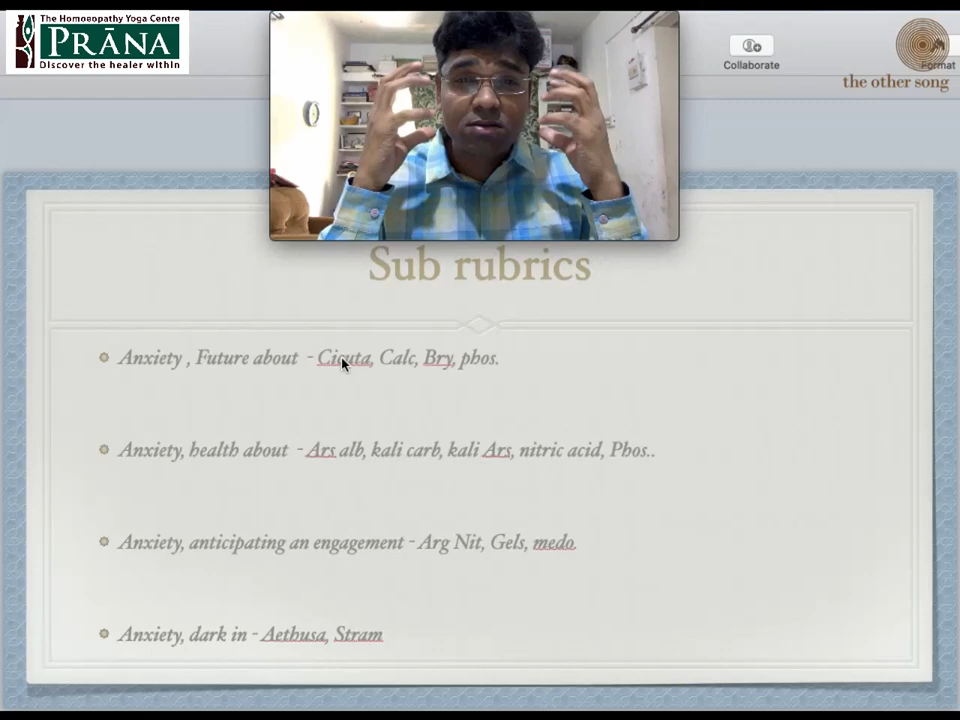 The Homoeopathy Yoga Centre
PRĀNA
Discover the healer within
Collaborate
Format
the other song
Sub rubrics
Anxiety , Future about - Cicuta, Calc, Bry, phos.
Anxiety, health about - Ars alb, kali carb, kali Ars, nitric acid, Phos..
Anxiety, anticipating an engagement - Arg Nit, Gels, medo
Anxiety, dark in - Aethusa, Stram